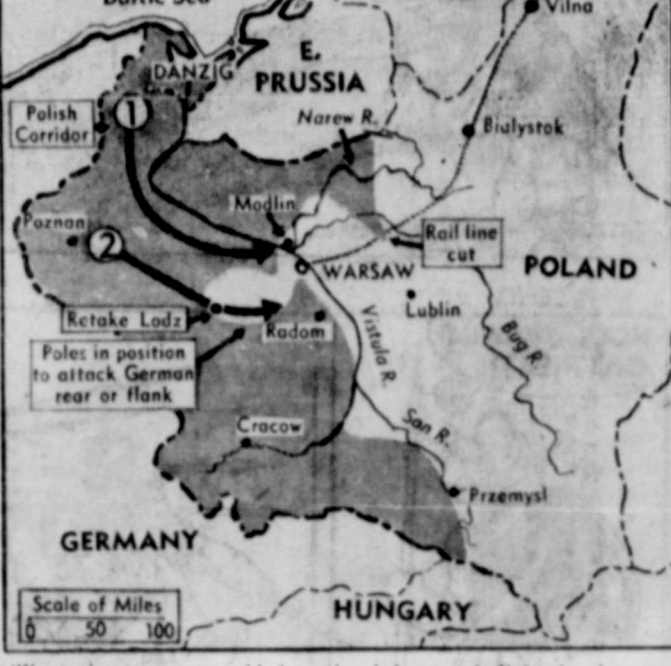 Baltic Sea
Vilna
E.
PRUSSIA
DANZIG
Polish
Corridor
1
Narew R.
Bialystok
Modlin
Poznan
2
Rail line
cut
WARSAW
POLAND
Retake Lodz
Radom
Lublin
Vistula R.
Bug R.
Poles in position
to attack German
rear or flank
Cracow
San R.
Przemysl
GERMANY
HUNGARY
Scale of Miles
0 50 100